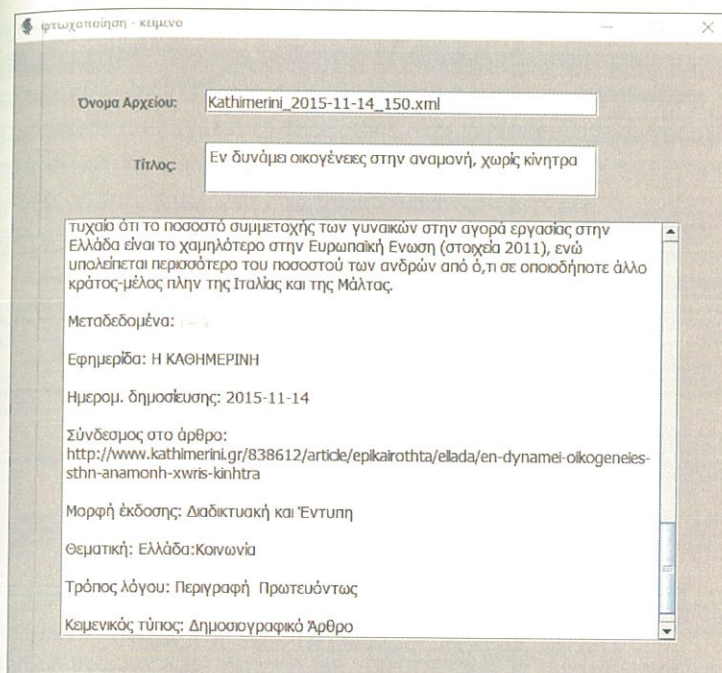 φτωχοποίηση - κείμενο
Όνομα Αρχείου: Kathimerini_2015-11-14_150.xml
Τίτλος: Εν δυνάμει οικογένειες στην αναμονή, χωρίς κίνητρα
τυχαίο ότι το ποσοστό συμμετοχής των γυναικών στην αγορά εργασίας στην
Ελλάδα είναι το χαμηλότερο στην Ευρωπαϊκή Ενωση (στοιχεία 2011), ενώ
υπολείπεται περισσότερο του ποσοστού των ανδρών από ό,τι σε οποιοδήποτε άλλο
κράτος-μέλος πλην της Ιταλίας και της Μάλτας.
Μεταδεδομένα:
Εφημερίδα: Η ΚΑΘΗΜΕΡΙΝΗ
Ημερομ. δημοσίευσης: 2015-11-14
Σύνδεσμος στο άρθρο:
http://www.kathimerini.gr/838612/article/epikairothta/ellada/en-dynamei-oikogeneies-
sthn-anamonh-xwris-kinhtra
Μορφή έκδοσης: Διαδικτυακή και Έντυπη
Θεματική: Ελλάδα:Κοινωνία
Τρόπος λόγου: Περιγραφή Πρωτευόντως
Κειμενικός τύπος: Δημοσιογραφικό Άρθρο